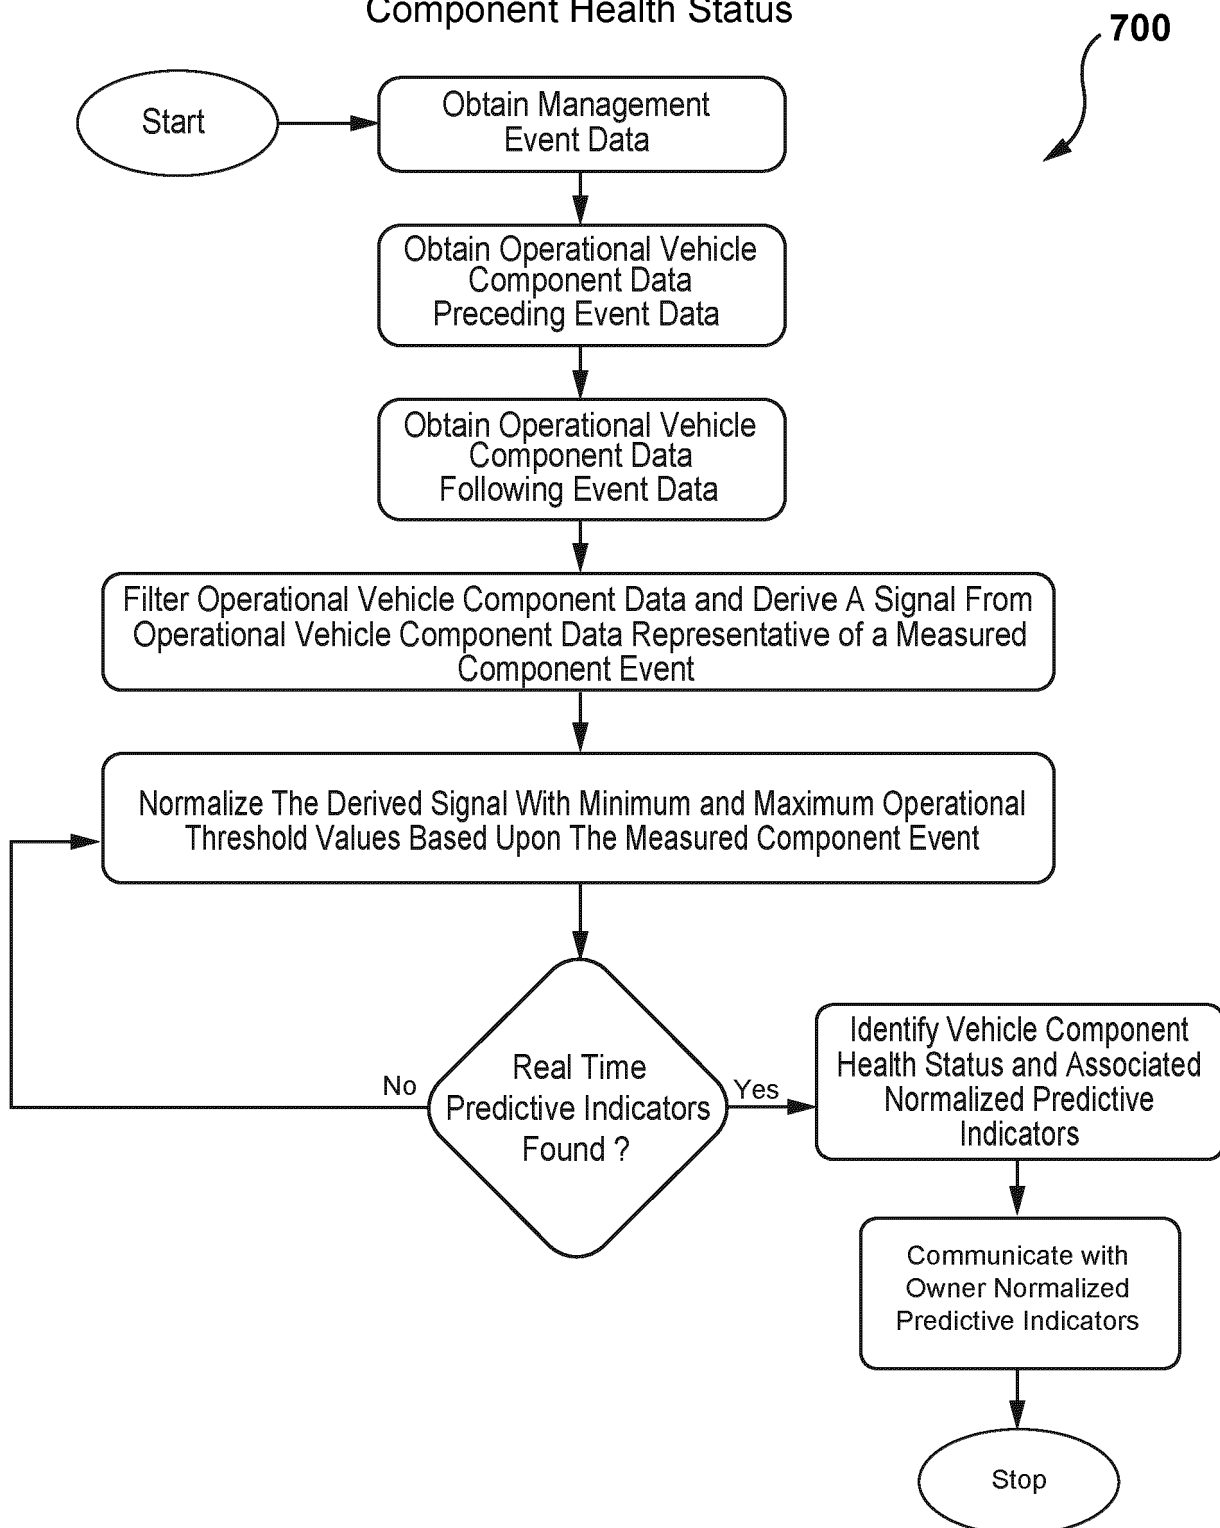 Component Health Status
700
Start
Obtain Management
Event Data
Obtain Operational Vehicle
Component Data
Preceding Event Data
Obtain Operational Vehicle
Component Data
Following Event Data
Filter Operational Vehicle Component Data and Derive A Signal From
Operational Vehicle Component Data Representative of a Measured
Component Event
Normalize The Derived Signal With Minimum and Maximum Operational
Threshold Values Based Upon The Measured Component Event
Real Time
Predictive Indicators
Found ?
No
Yes
Identify Vehicle Component
Health Status and Associated
Normalized Predictive
Indicators
Communicate with
Owner Normalized
Predictive Indicators
Stop